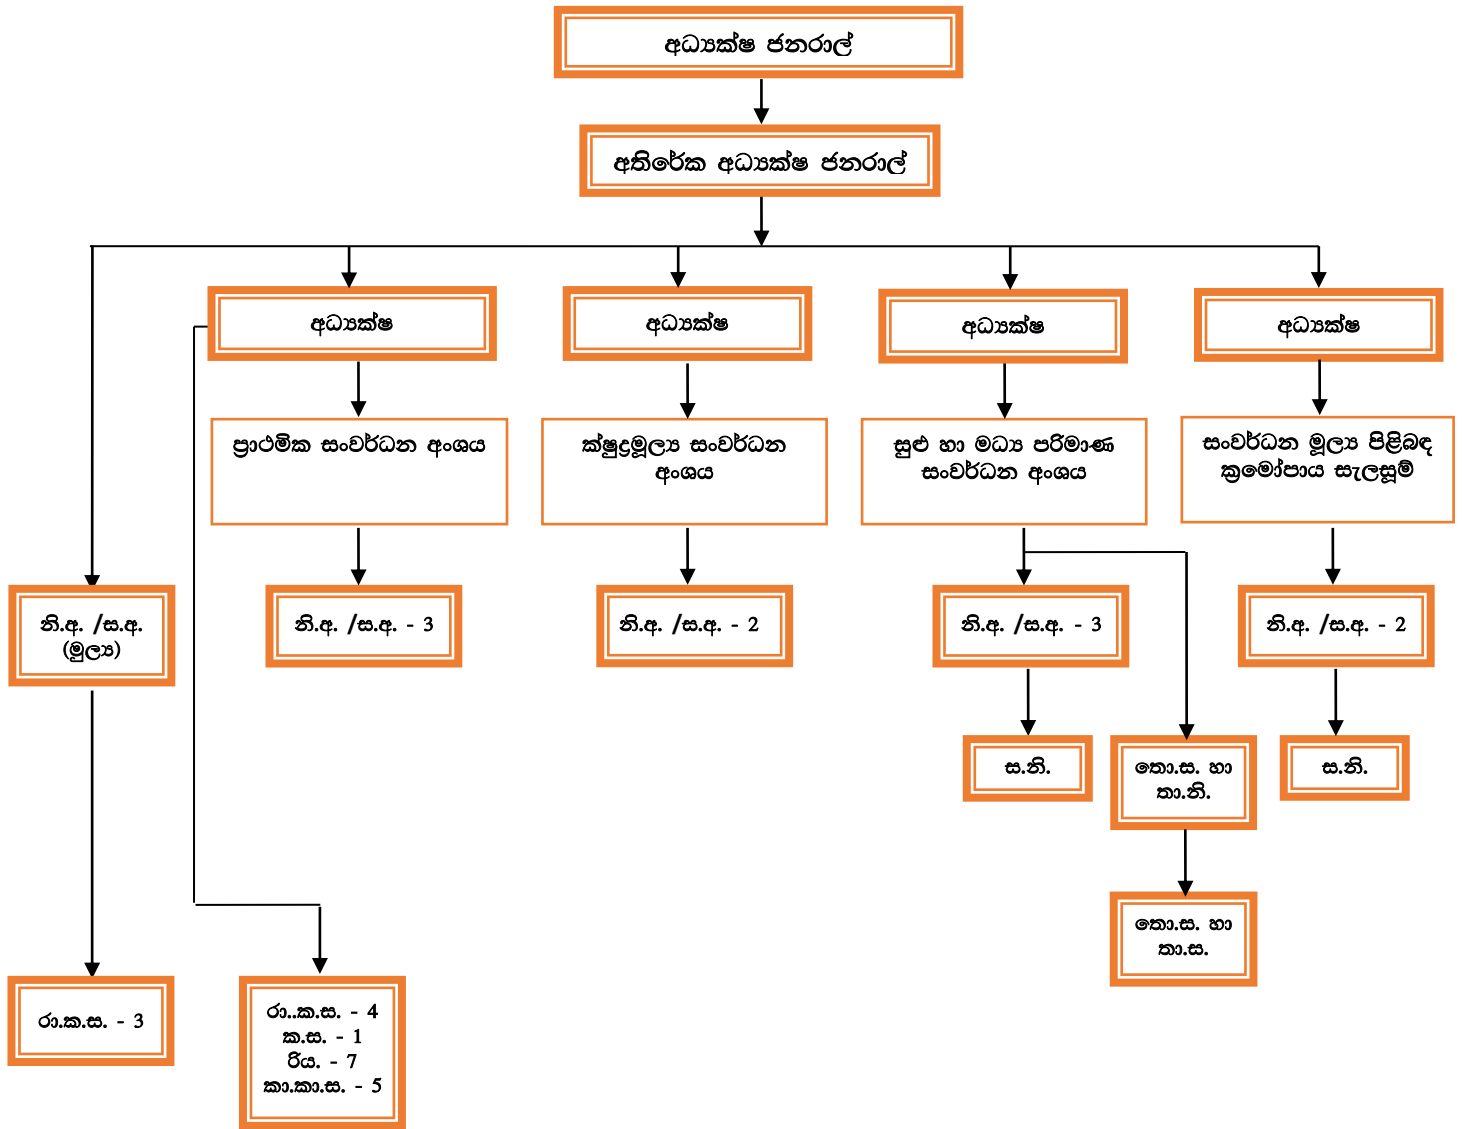 අධ්‍යක්ෂ ජනරාල්
අතිරේක අධ්‍යක්ෂ ජනරාල්
අධ්‍යක්ෂ
අධ්‍යක්ෂ
අධ්‍යක්ෂ
අධ්‍යක්ෂ
ප්‍රාථමික සංවර්ධන අංශය
ක්ෂුද්‍රමූල්‍ය සංවර්ධන
අංශය
සුළු හා මධ්‍ය පරිමාණ
සංවර්ධන අංශය
සංවර්ධන මූල්‍ය පිළිබඳ
ක්‍රමෝපාය සැලසුම්
නි.අ. /ස.අ.
(මුල්‍ය)
නි.අ. /ස.අ. - 3
නි.අ. /ස.අ. - 2
නි.අ. /ස.අ. - 3
නි.අ. /ස.අ. - 2
ස.නි.
තො.ස. හා
තා.නි.
ස.නි.
තො.ස. හා
තා.ස.
රා.ක.ස. - 3
රා..ක.ස. - 4
ක.ස. - 1
රිය. - 7
කා.කා.ස. - 5